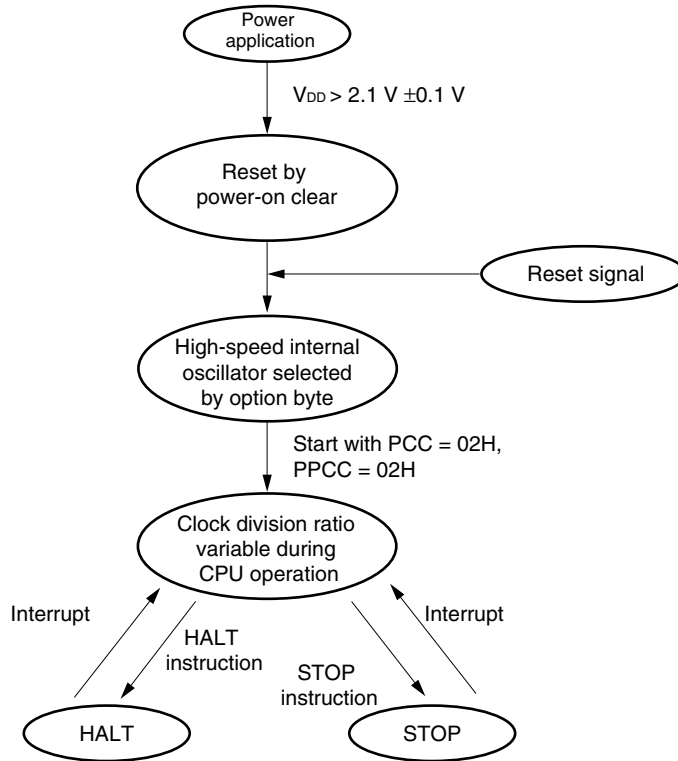 Power
application
VDD > 2.1 V ±0.1 V
Reset by
power-on clear
Reset signal
High-speed internal
oscillator selected
by option byte
Start with PCC = 02H,
PPCC = 02H
Clock division ratio
variable during
CPU operation
Interrupt
HALT
instruction
STOP
instruction
Interrupt
HALT
STOP